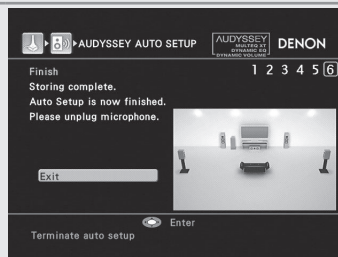 AUDYSSEY AUTO SETUP
AUDYSSEY
MULTEQ XT
DYNAMIC EQ
DYNAMIC VOLUME
DENON
Finish
1 2 3 4 5 6
Storing complete.
Auto Setup is now finished.
Please unplug microphone.
Exit
Enter
Terminate auto setup